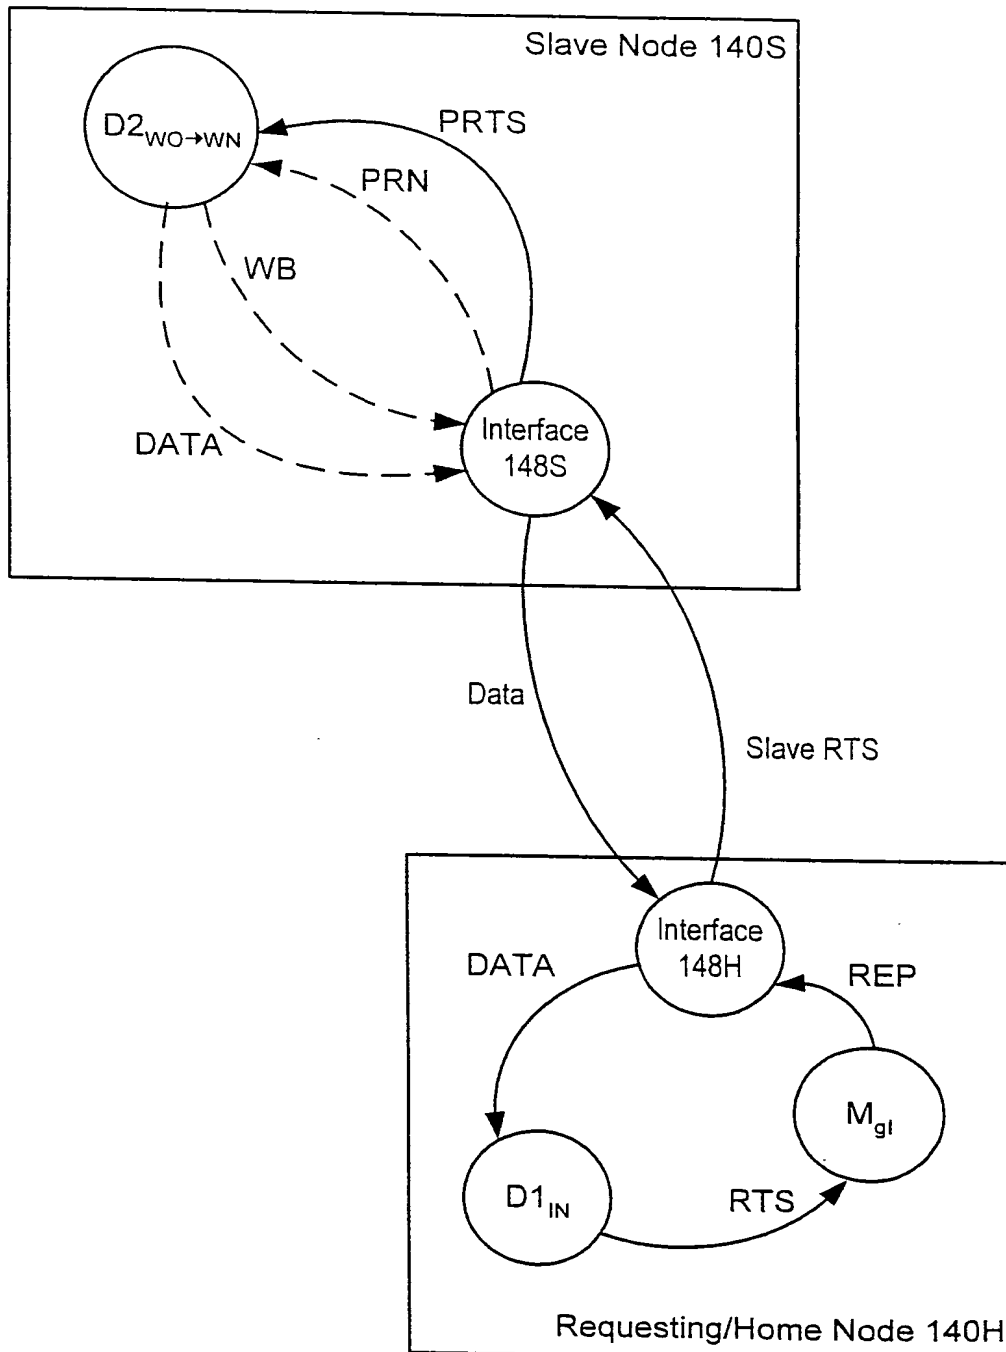 Slave Node 140S
D2WO→WN
PRTS
PRN
WB
DATA
Interface
148S
Data
Slave RTS
Interface
148H
DATA
REP
Mgl
D1IN
RTS
Requesting/Home Node 140H